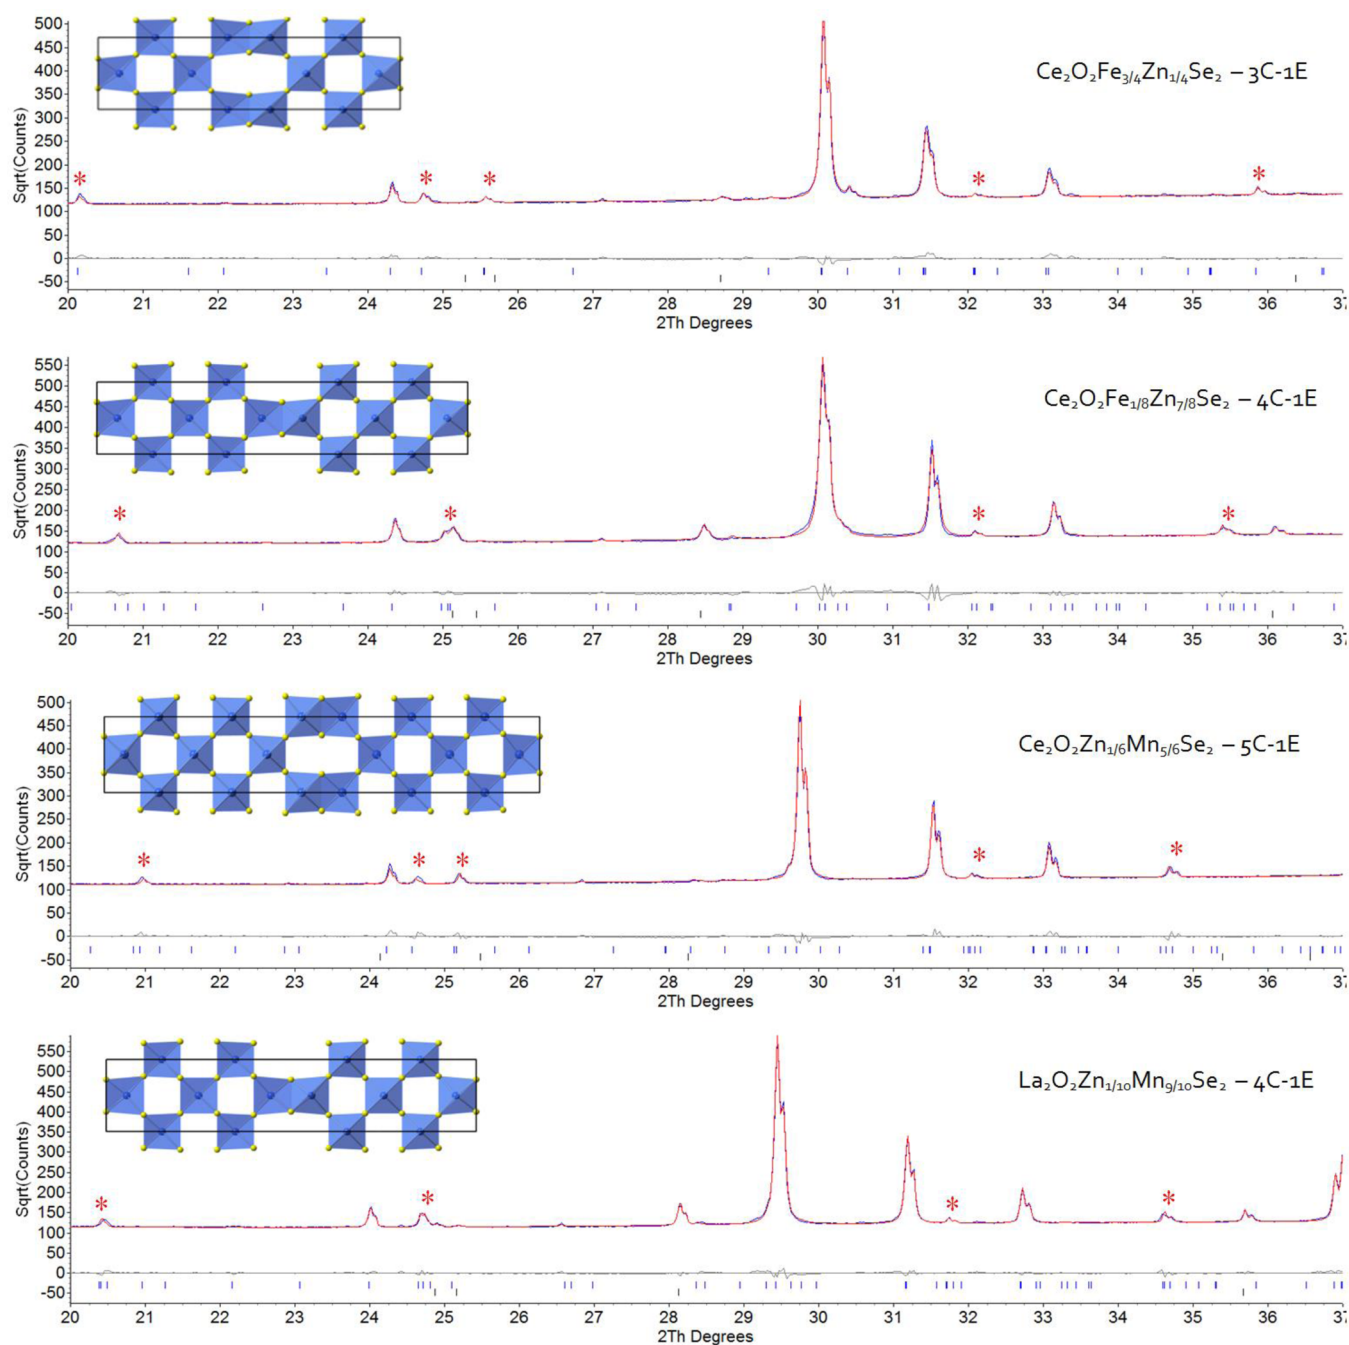 Ce₂O₂Fe₃/₄Zn₁/₄Se₂ – 3C-1E
Sqrt(Counts)
500
450
400
350
300
250
200
150
100
50
0
-50
* * * * *
20 21 22 23 24 25 26 27 28 29 30 31 32 33 34 35 36 37
2Th Degrees
Ce₂O₂Fe₁/₈Zn₇/₈Se₂ – 4C-1E
Sqrt(Counts)
550
500
450
400
350
300
250
200
150
100
50
0
-50
* * * *
20 21 22 23 24 25 26 27 28 29 30 31 32 33 34 35 36 37
2Th Degrees
Ce₂O₂Zn₁/₆Mn₅/₆Se₂ – 5C-1E
Sqrt(Counts)
500
450
400
350
300
250
200
150
100
50
0
-50
* * * * *
20 21 22 23 24 25 26 27 28 29 30 31 32 33 34 35 36 37
2Th Degrees
La₂O₂Zn₁/₁₀Mn₉/₁₀Se₂ – 4C-1E
Sqrt(Counts)
550
500
450
400
350
300
250
200
150
100
50
0
-50
* * * *
20 21 22 23 24 25 26 27 28 29 30 31 32 33 34 35 36 37
2Th Degrees